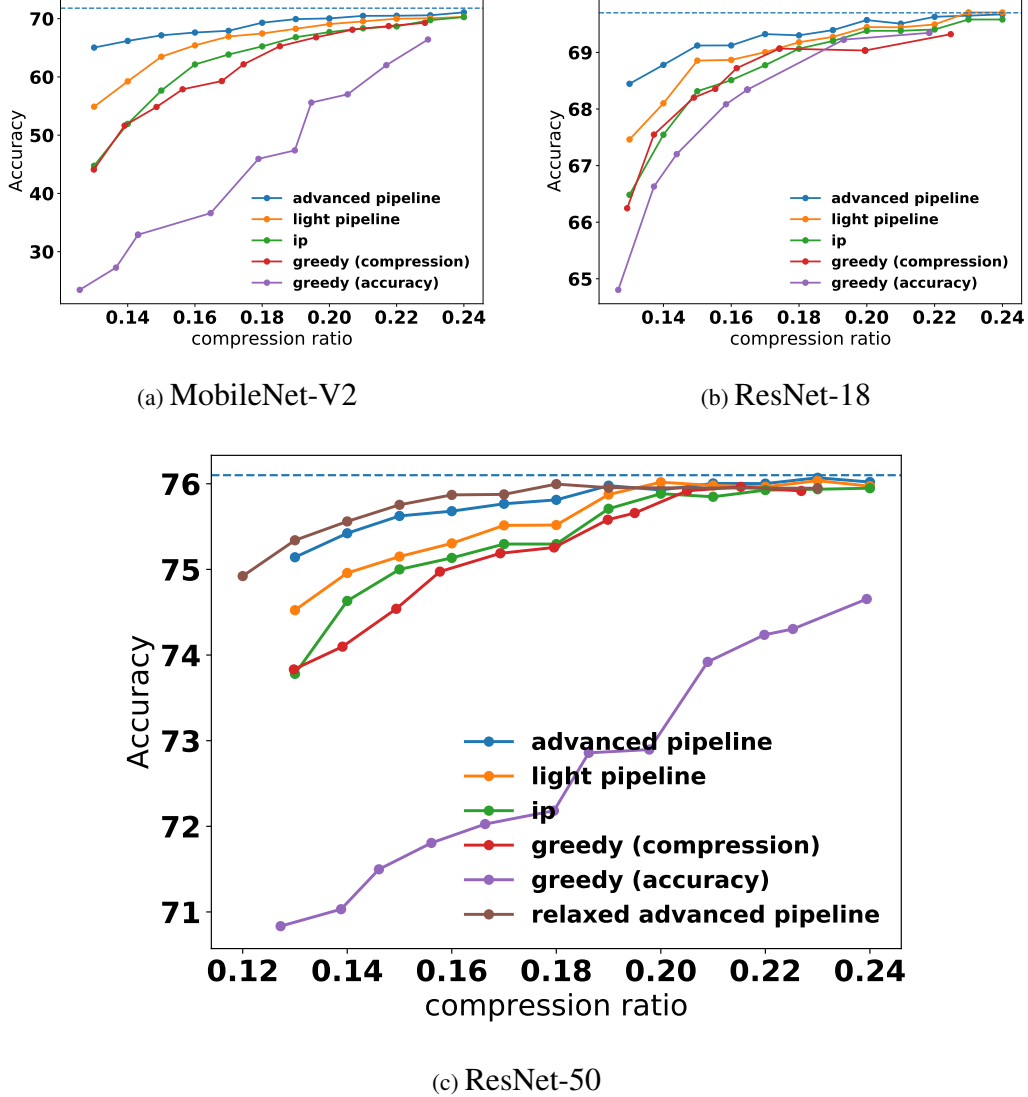 70
60
50
40
30
Accuracy
advanced pipeline
light pipeline
ip
greedy (compression)
greedy (accuracy)
0.14 0.16 0.18 0.20 0.22 0.24
compression ratio
(a) MobileNet-V2
69
68
67
66
65
Accuracy
advanced pipeline
light pipeline
ip
greedy (compression)
greedy (accuracy)
0.14 0.16 0.18 0.20 0.22 0.24
compression ratio
(b) ResNet-18
76
75
74
73
72
71
Accuracy
advanced pipeline
light pipeline
ip
greedy (compression)
greedy (accuracy)
relaxed advanced pipeline
0.12 0.14 0.16 0.18 0.20 0.22 0.24
compression ratio
(c) ResNet-50